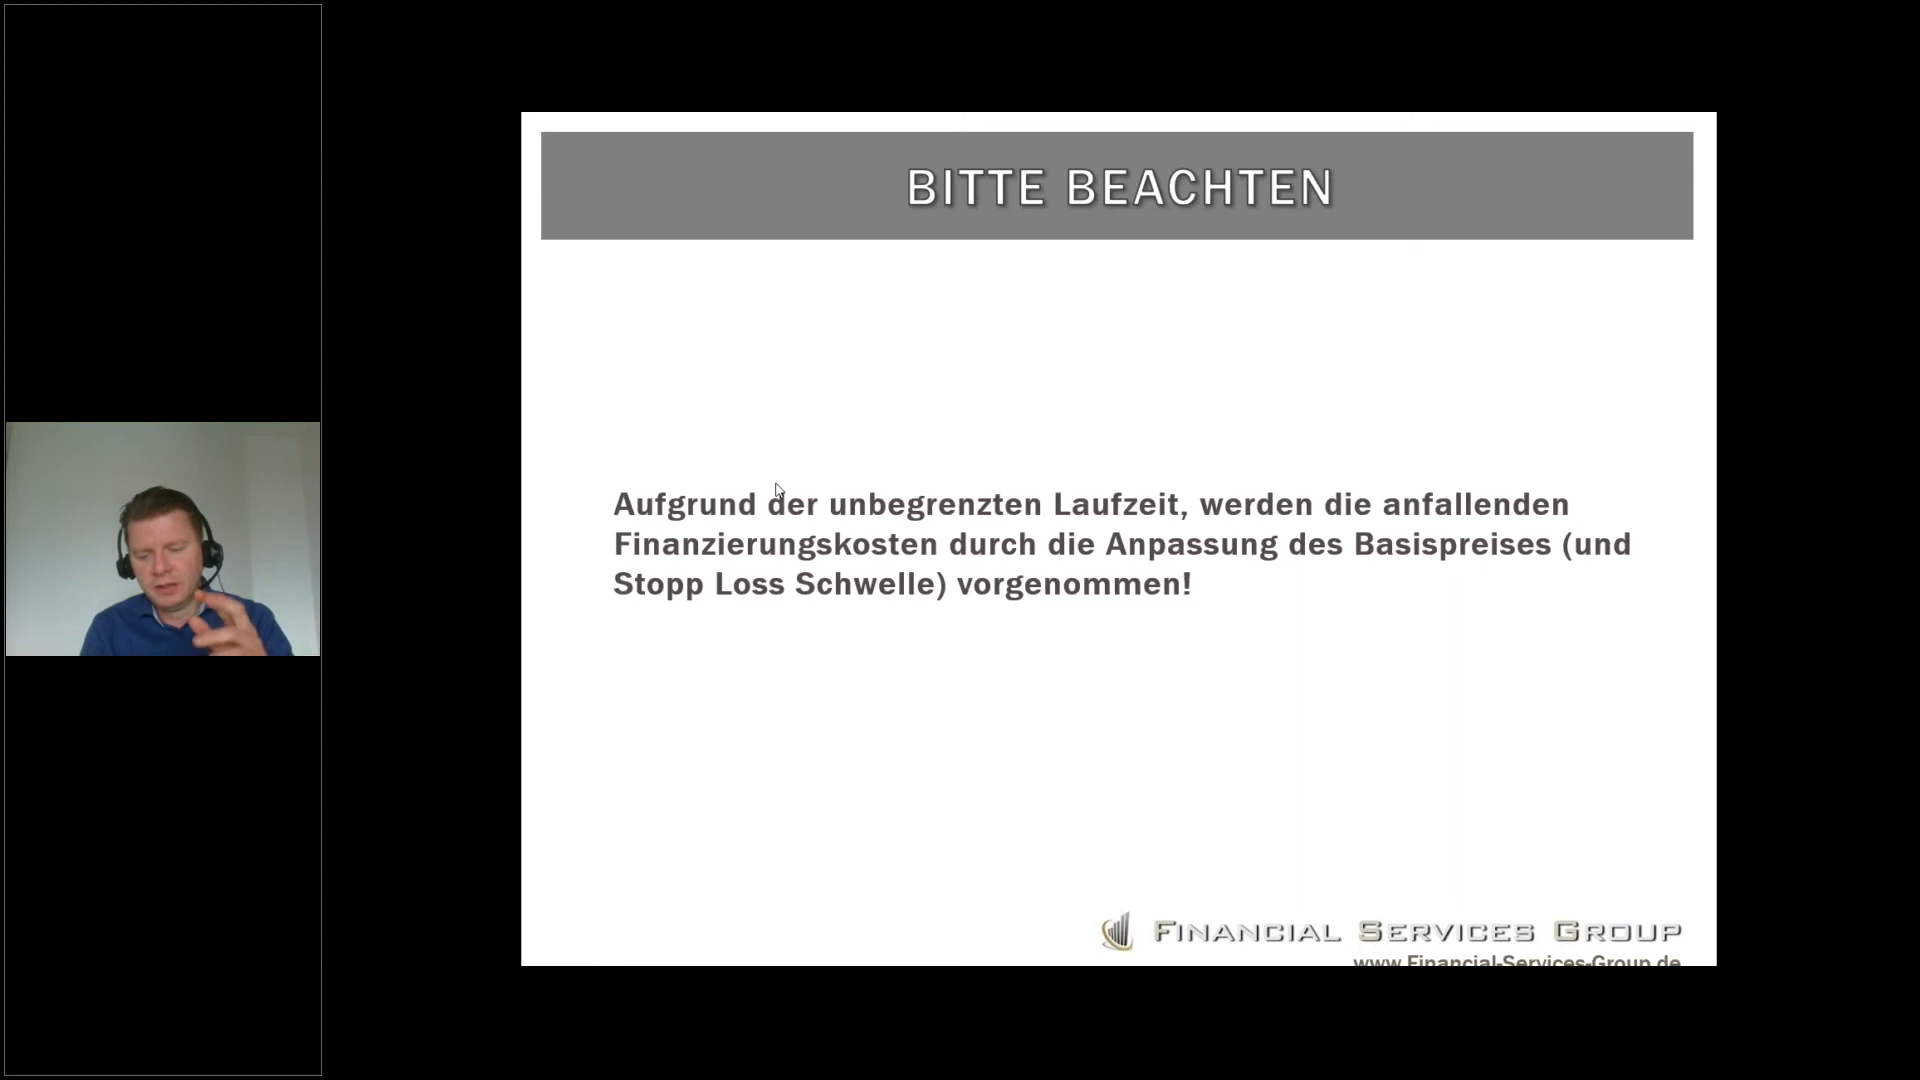 BITTE BEACHTEN
Aufgrund der unbegrenzten Laufzeit, werden die anfallenden
Finanzierungskosten durch die Anpassung des Basispreises (und
Stopp Loss Schwelle) vorgenommen!
FINANCIAL SERVICES GROUP
www.Financial-Services-Group.de